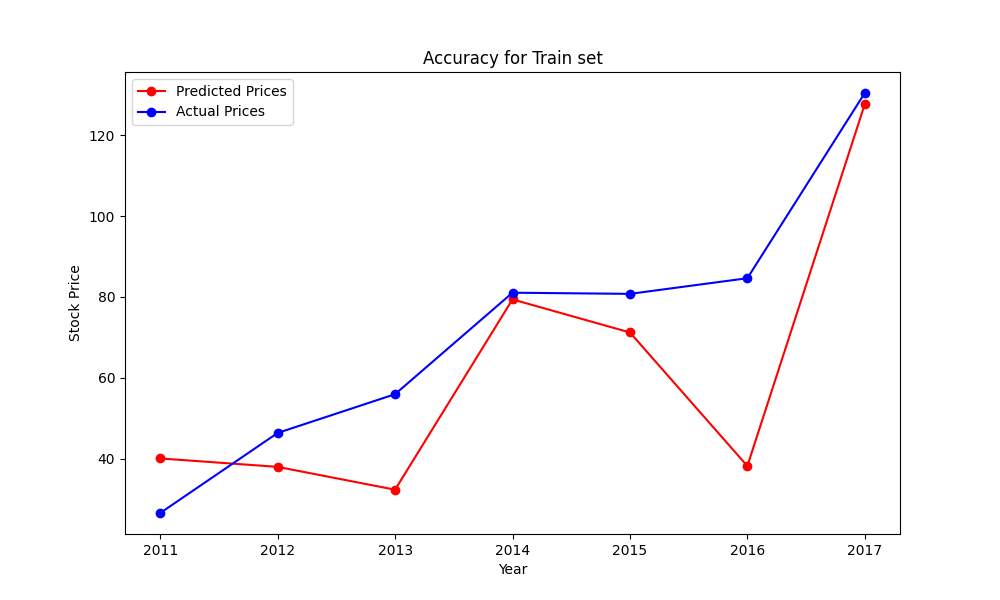 Accuracy for Train set
Predicted Prices
Actual Prices
120
100
80
60
40
Stock Price
2011 2012 2013 2014 2015 2016 2017
Year